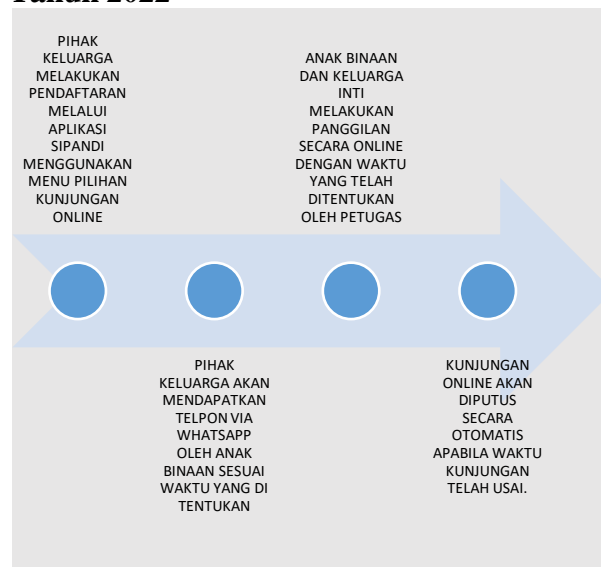 Tahun 2022
PIHAK
KELUARGA
MELAKUKAN
PENDAFTARAN
MELALUI
APLIKASI
SIPANDI
MENGGUNAKAN
MENU PILIHAN
KUNJUNGAN
ONLINE
PIHAK
KELUARGA AKAN
MENDAPATKAN
TELPON VIA
WHATSAPP
OLEH ANAK
BINAAN SESUAI
WAKTU YANG DI
TENTUKAN
ANAK BINAAN
DAN KELUARGA
INTI
MELAKUKAN
PANGGILAN
SECARA ONLINE
DENGAN WAKTU
YANG TELAH
DITENTUKAN
OLEH PETUGAS
KUNJUNGAN
ONLINE AKAN
DIPUTUS
SECARA
OTOMATIS
APABILA WAKTU
KUNJUNGAN
TELAH USAI.